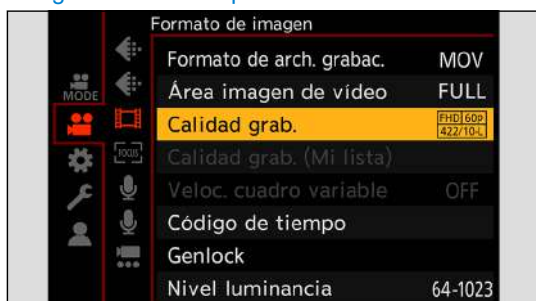 Formato de imagen
Formato de arch. grabac. MOV
MODE
Área imagen de vídeo FULL
Calidad grab. FHD 60p 422/10-L
FOCUS
Calidad grab. (Mi lista)
Veloc. cuadro variable OFF
Código de tiempo
Genlock
Nivel luminancia 64-1023